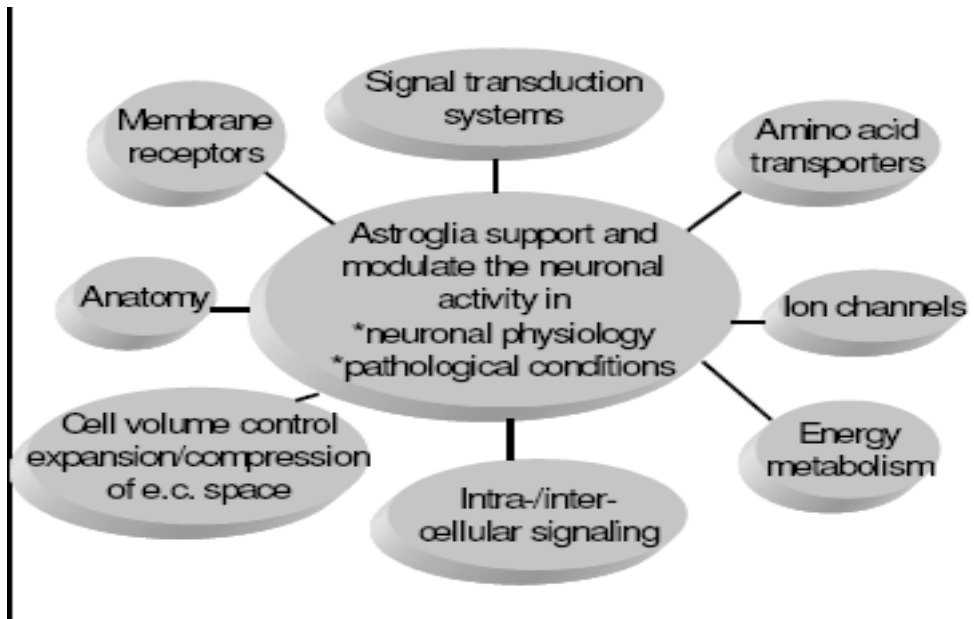 Signal transduction
systems
Membrane
receptors
Amino acid
transporters
Astroglia support and
modulate the neuronal
activity in
*neuronal physiology
*pathological conditions
Anatomy
Ion channels
Cell volume control
expansion/compression
of e.c. space
Energy
metabolism
Intra-/inter-
cellular signaling